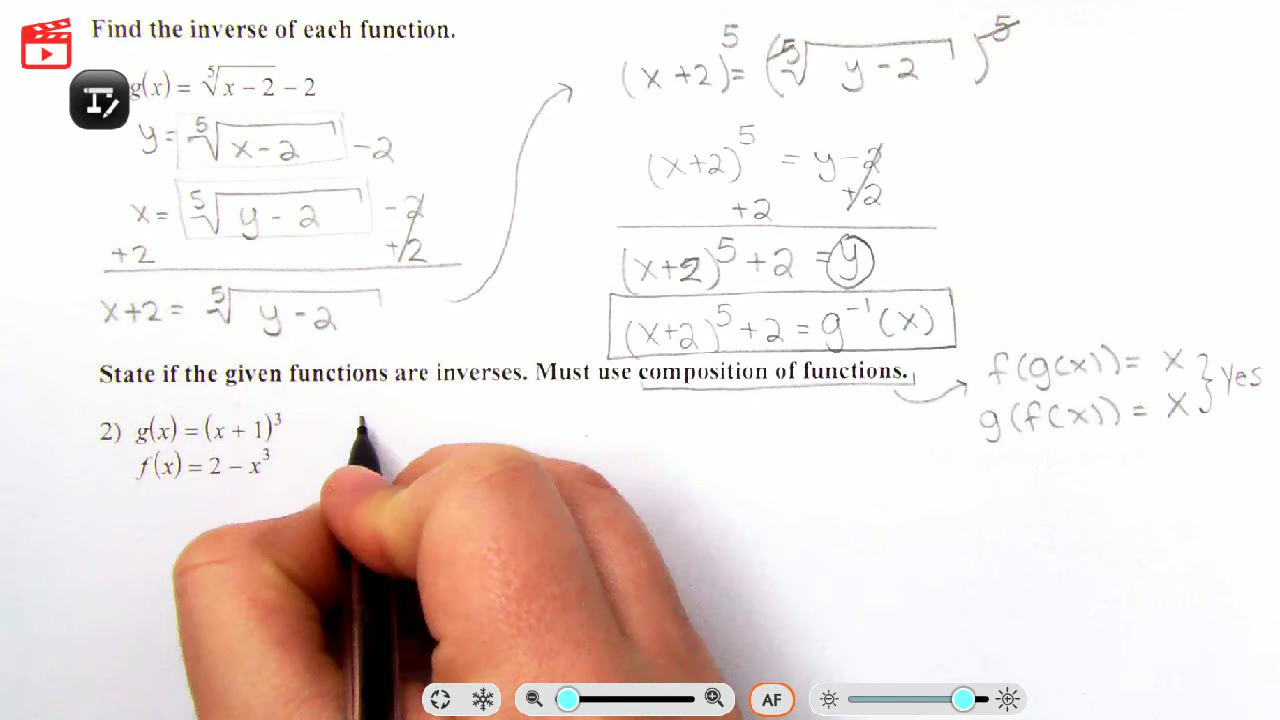 Find the inverse of each function.
g(x) = ⁵√(x − 2) − 2
y = ⁵√(x − 2) − 2
x = ⁵√(y − 2) − 2
+2 +2
x+2 = ⁵√(y − 2)
(x+2)⁵ = (⁵√(y − 2))⁵
(x+2)⁵ = y − 2
+2 +2
(x+2)⁵ + 2 = y
(x+2)⁵ + 2 = g⁻¹(x)
State if the given functions are inverses. Must use composition of functions.
f(g(x)) = x } yes
g(f(x)) = x
2) g(x) = (x + 1)³
f(x) = 2 − x³
AF